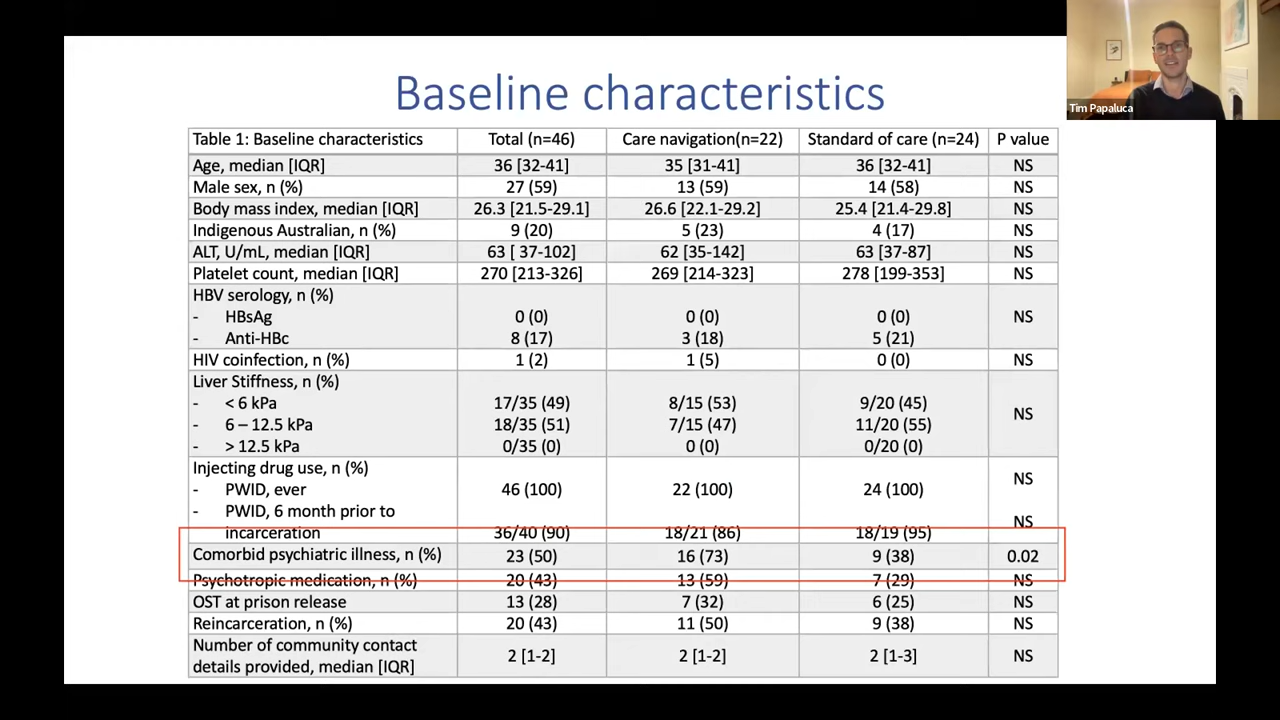 Baseline characteristics
Tim Papaluca
Table 1: Baseline characteristics Total (n=46) Care navigation(n=22) Standard of care (n=24) P value
Age, median [IQR] 36 [32-41] 35 [31-41] 36 [32-41] NS
Male sex, n (%) 27 (59) 13 (59) 14 (58) NS
Body mass index, median [IQR] 26.3 [21.5-29.1] 26.6 [22.1-29.2] 25.4 [21.4-29.8] NS
Indigenous Australian, n (%) 9 (20) 5 (23) 4 (17) NS
ALT, U/mL, median [IQR] 63 [ 37-102] 62 [35-142] 63 [37-87] NS
Platelet count, median [IQR] 270 [213-326] 269 [214-323] 278 [199-353] NS
HBV serology, n (%)
- HBsAg 0 (0) 0 (0) 0 (0) NS
- Anti-HBc 8 (17) 3 (18) 5 (21)
HIV coinfection, n (%) 1 (2) 1 (5) 0 (0) NS
Liver Stiffness, n (%)
- < 6 kPa 17/35 (49) 8/15 (53) 9/20 (45) NS
- 6 – 12.5 kPa 18/35 (51) 7/15 (47) 11/20 (55)
- > 12.5 kPa 0/35 (0) 0 (0) 0/20 (0)
Injecting drug use, n (%) NS
- PWID, ever 46 (100) 22 (100) 24 (100)
- PWID, 6 month prior to NS
incarceration 36/40 (90) 18/21 (86) 18/19 (95)
Comorbid psychiatric illness, n (%) 23 (50) 16 (73) 9 (38) 0.02
Psychotropic medication, n (%) 20 (43) 13 (59) 7 (29) NS
OST at prison release 13 (28) 7 (32) 6 (25) NS
Reincarceration, n (%) 20 (43) 11 (50) 9 (38) NS
Number of community contact
details provided, median [IQR] 2 [1-2] 2 [1-2] 2 [1-3] NS